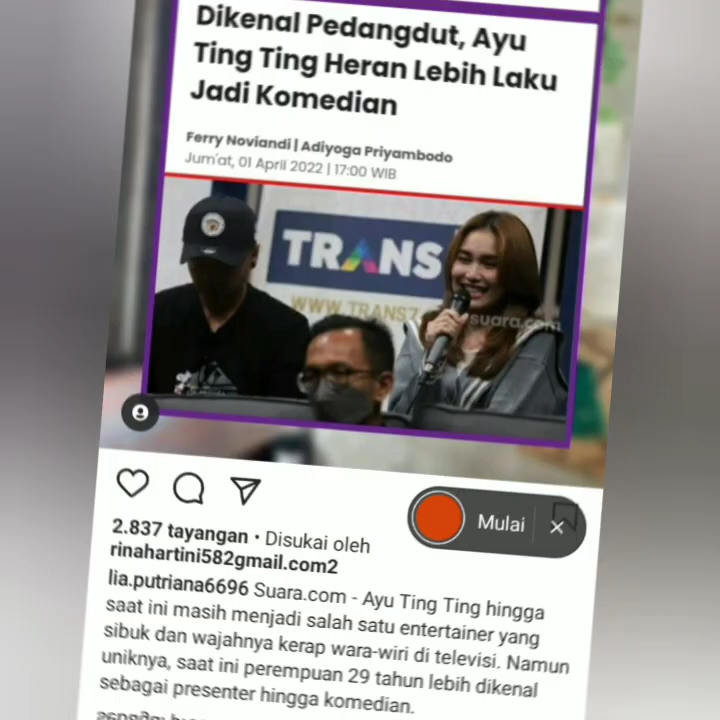 Dikenal Pedangdut, Ayu
Ting Ting Heran Lebih Laku
Jadi Komedian
Ferry Noviandi | Adiyoga Priyambodo
Jum'at, 01 April 2022 | 17:00 WIB
TRANS
WWW.TRANS7
suara.com
Mulai
2.837 tayangan • Disukai oleh
rinahartini582gmail.com2
lia.putriana6696 Suara.com - Ayu Ting Ting hingga
saat ini masih menjadi salah satu entertainer yang
sibuk dan wajahnya kerap wara-wiri di televisi. Namun
uniknya, saat ini perempuan 29 tahun lebih dikenal
sebagai presenter hingga komedian.